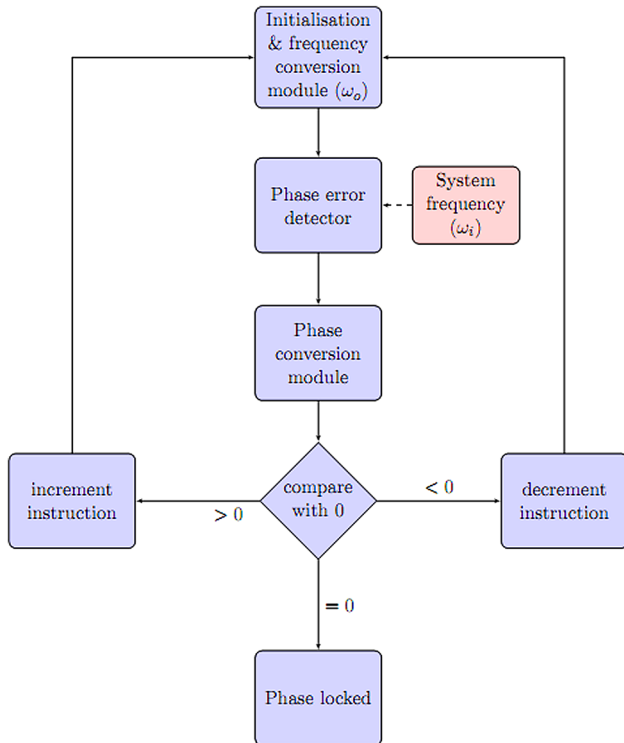 Initialisation
& frequency
conversion
module (ωₒ)
Phase error
detector
System
frequency
(ωᵢ)
Phase
conversion
module
increment
instruction
> 0
compare
with 0
< 0
decrement
instruction
= 0
Phase locked